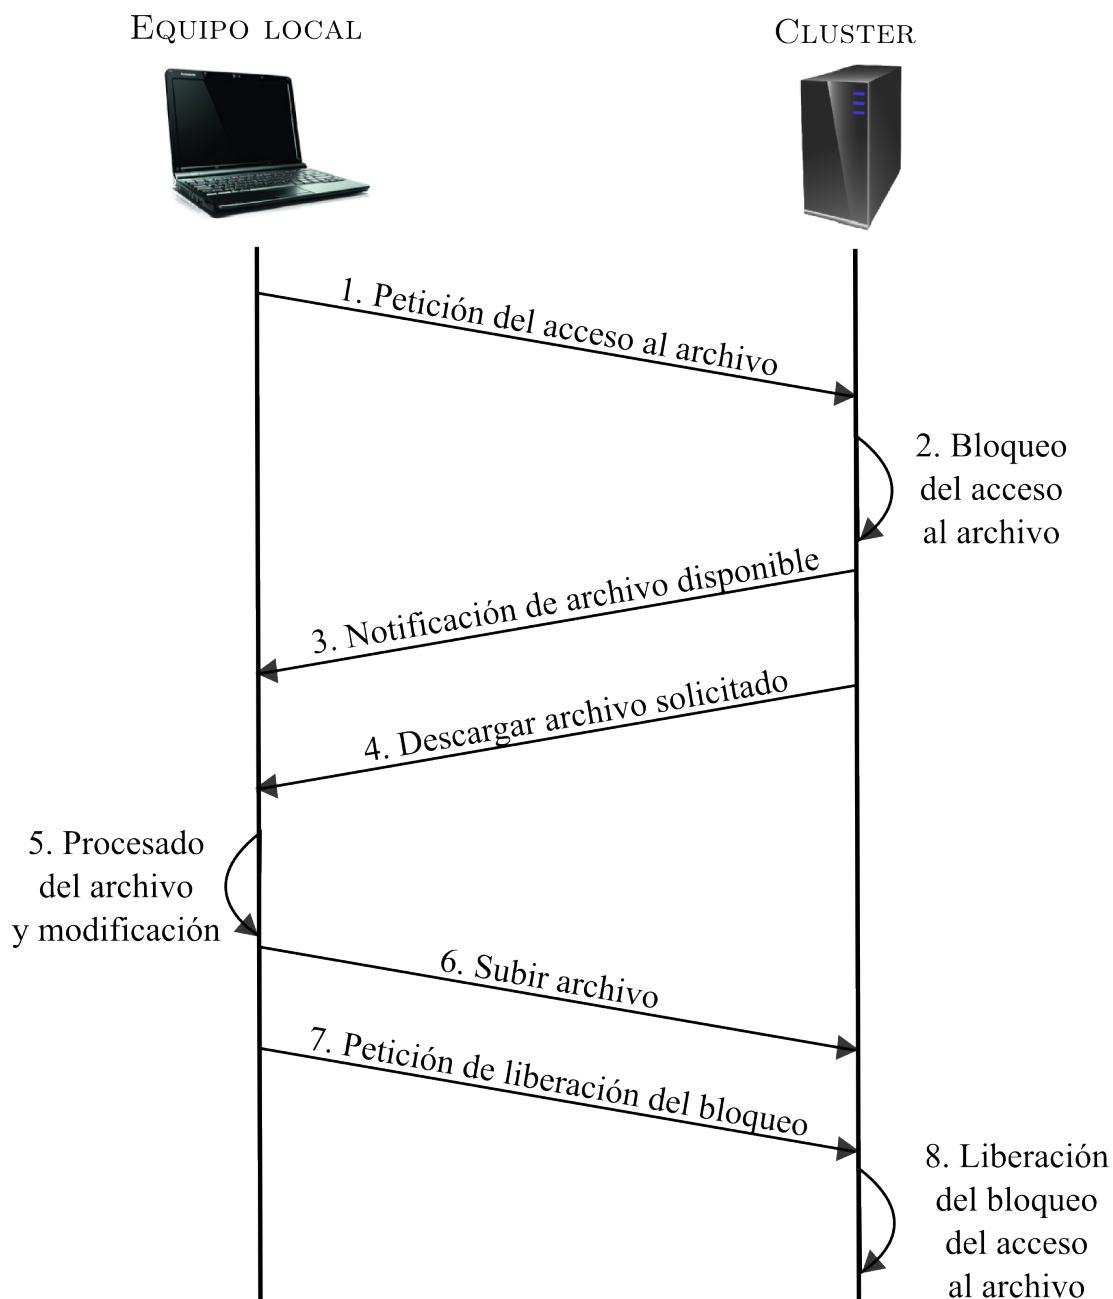 EQUIPO LOCAL
CLUSTER
1. Petición del acceso al archivo
2. Bloqueo
del acceso
al archivo
3. Notificación de archivo disponible
4. Descargar archivo solicitado
5. Procesado
del archivo
y modificación
6. Subir archivo
7. Petición de liberación del bloqueo
8. Liberación
del bloqueo
del acceso
al archivo